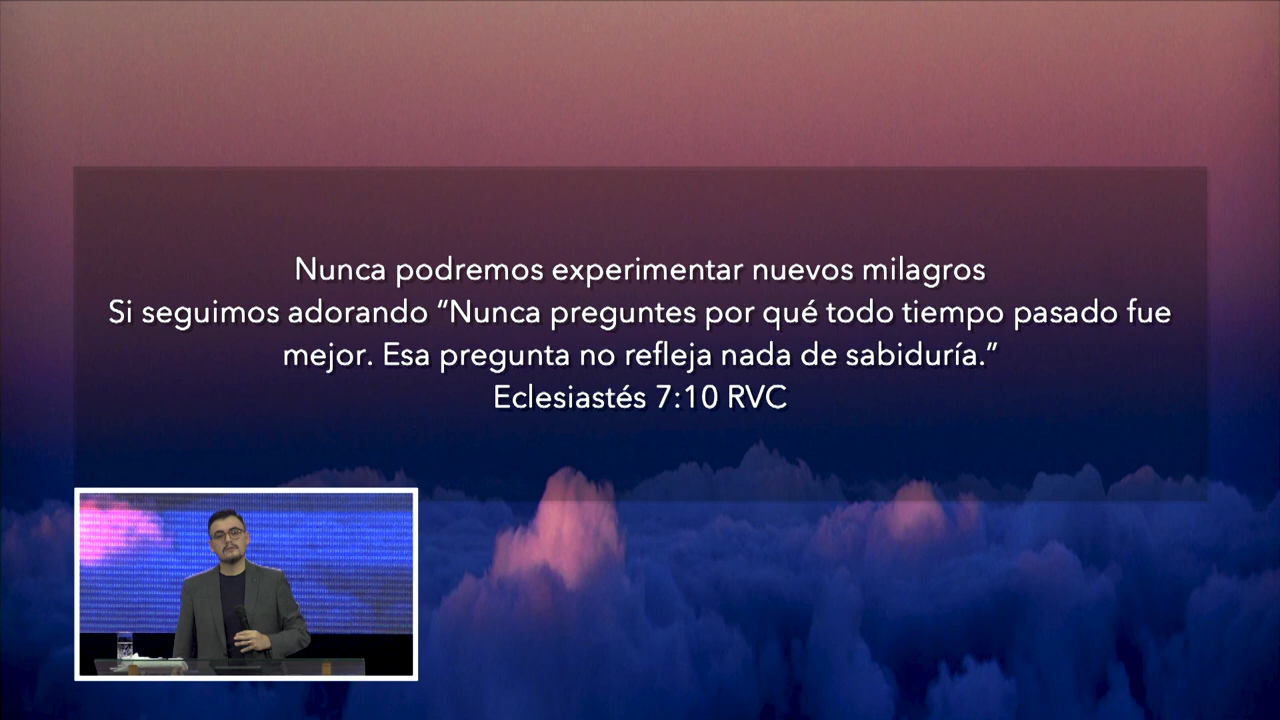 Nunca podremos experimentar nuevos milagros
Si seguimos adorando “Nunca preguntes por qué todo tiempo pasado fue
mejor. Esa pregunta no refleja nada de sabiduría.”
Eclesiastés 7:10 RVC